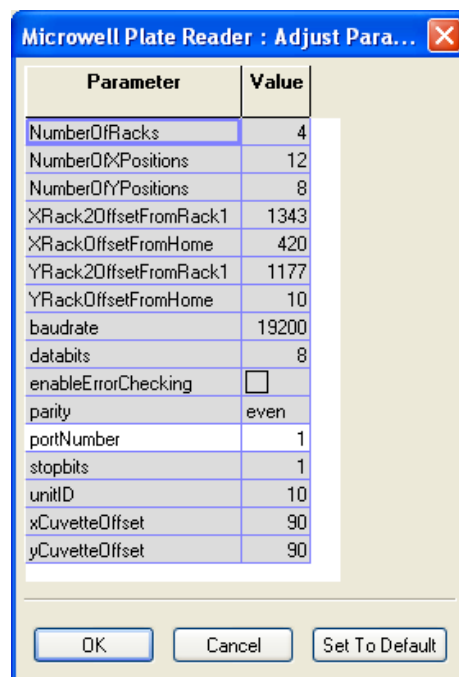 Microwell Plate Reader : Adjust Para...
Parameter Value
NumberOfRacks 4
NumberOfXPositions 12
NumberOfYPositions 8
XRack2OffsetFromRack1 1343
XRackOffsetFromHome 420
YRack2OffsetFromRack1 1177
YRackOffsetFromHome 10
baudrate 19200
databits 8
enableErrorChecking
parity even
portNumber 1
stopbits 1
unitID 10
xCuvetteOffset 90
yCuvetteOffset 90
OK Cancel Set To Default